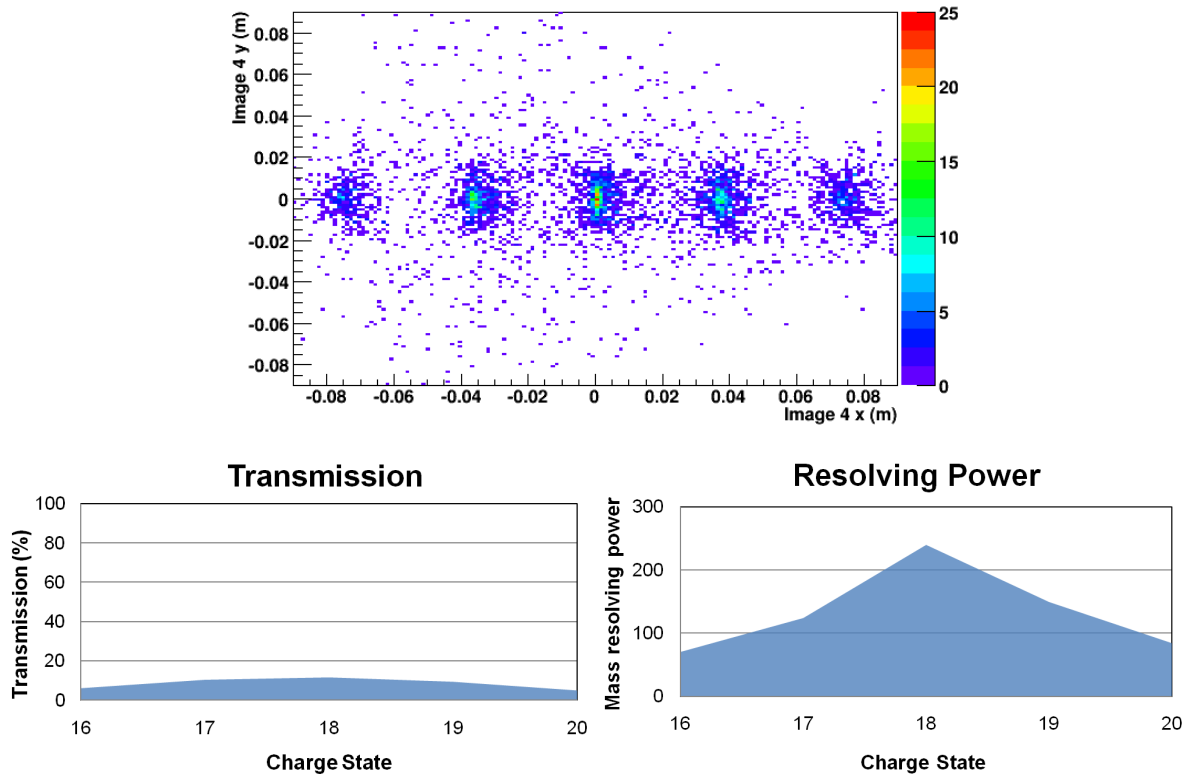 Image 4 y (m)
0.08
0.06
0.04
0.02
0
-0.02
-0.04
-0.06
-0.08
-0.08 -0.06 -0.04 -0.02 0 0.02 0.04 0.06 0.08
Image 4 x (m)
25
20
15
10
5
0
Transmission
Transmission (%)
100
80
60
40
20
0
16 17 18 19 20
Charge State
Resolving Power
Mass resolving power
300
200
100
0
16 17 18 19 20
Charge State